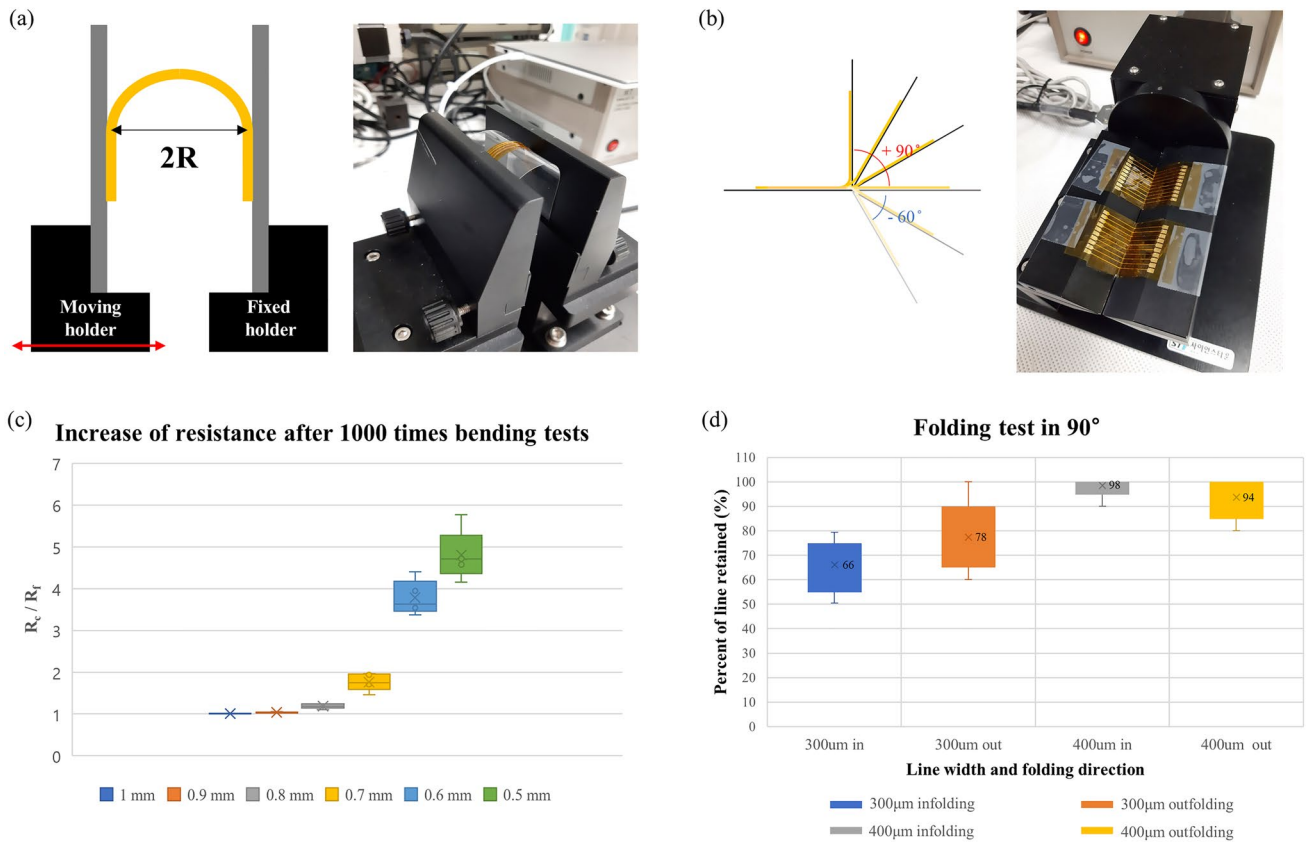 (a)
2R
Moving
holder
Fixed
holder
(b)
+ 90°
- 60°
(c)
Increase of resistance after 1000 times bending tests
7
6
5
4
3
2
1
0
Rc / Rf
1 mm
0.9 mm
0.8 mm
0.7 mm
0.6 mm
0.5 mm
(d)
Folding test in 90°
Percent of line retained (%)
110
100
90
80
70
60
50
40
30
20
10
0
66
78
98
94
300um in
300um out
400um in
400um out
Line width and folding direction
300μm infolding
300μm outfolding
400μm infolding
400μm outfolding